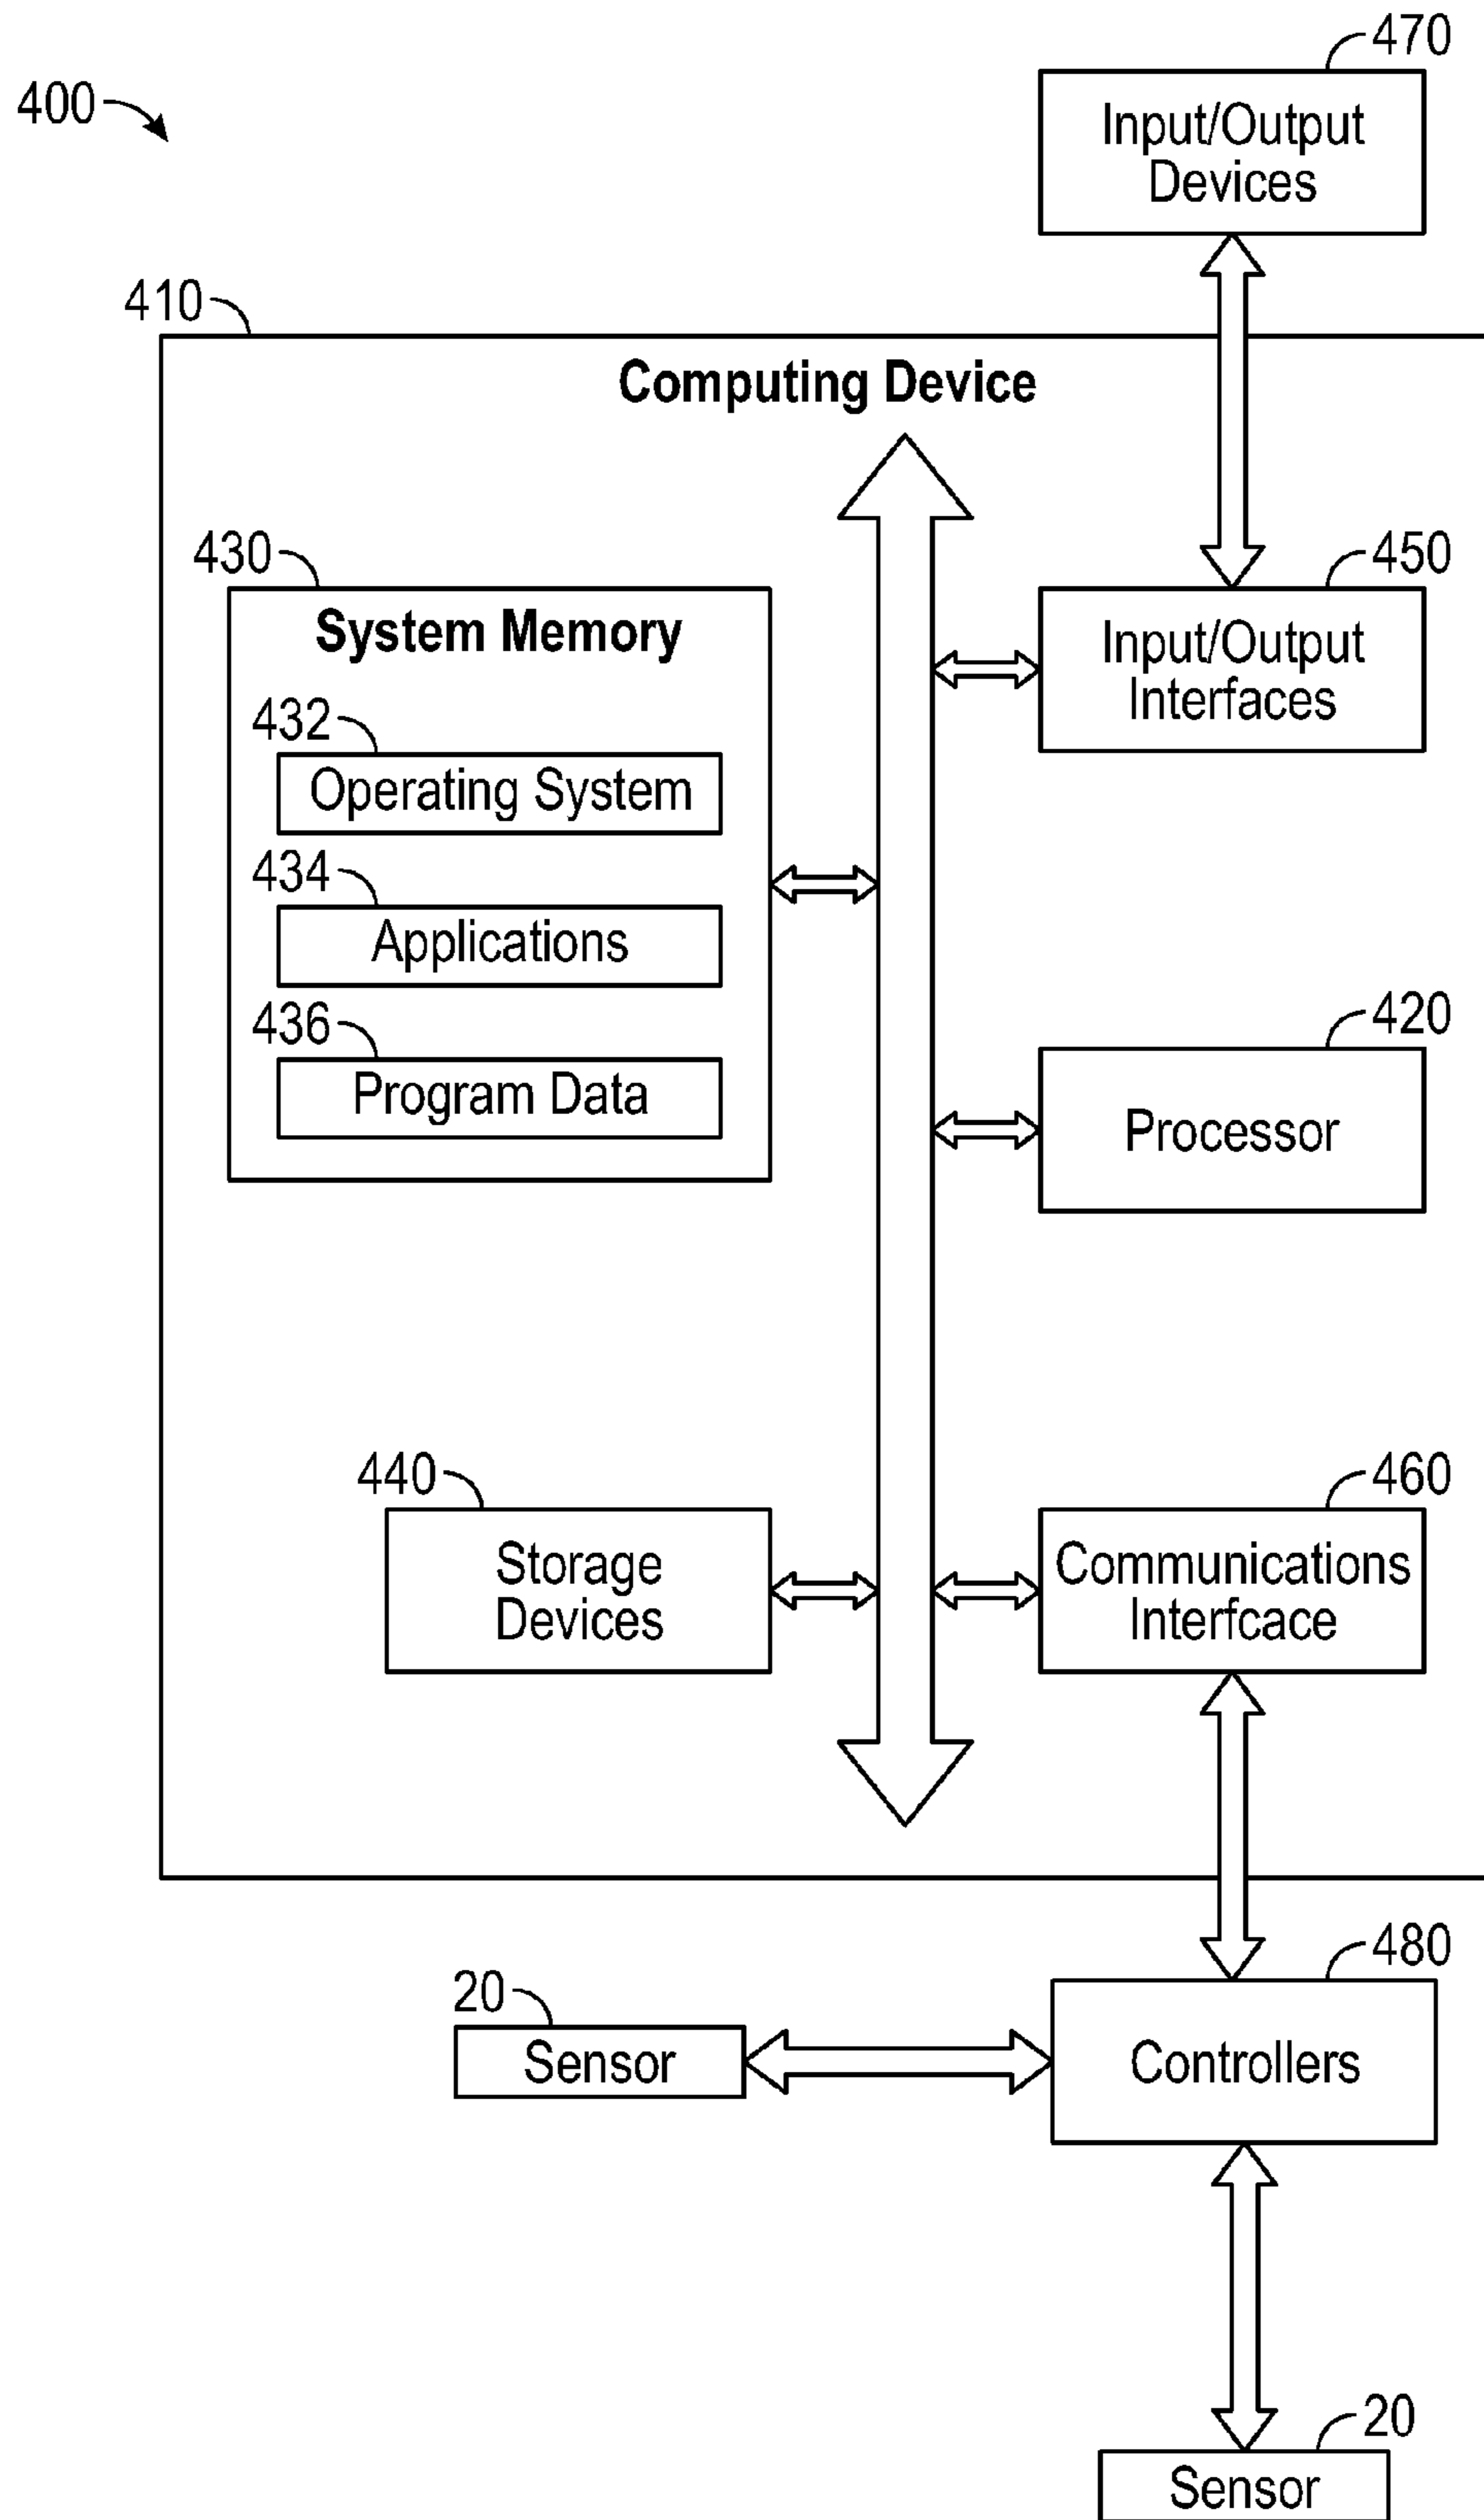 470
400
Input/Output
Devices
410
Computing Device
430
System Memory
432
Operating System
434
Applications
436
Program Data
450
Input/Output
Interfaces
420
Processor
440
Storage
Devices
460
Communications
Interfcace
480
Controllers
20
Sensor
20
Sensor